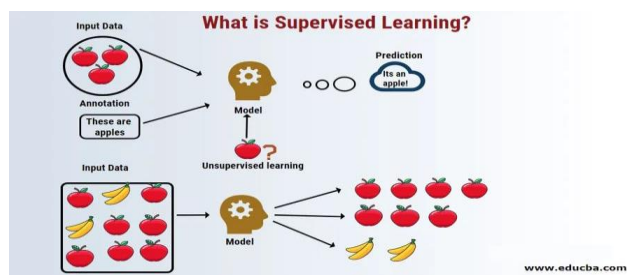 What is Supervised Learning?
Input Data
Annotation
These are
apples
Model
Prediction
Its an
apple!
?
Unsupervised learning
Input Data
Model
www.educba.com